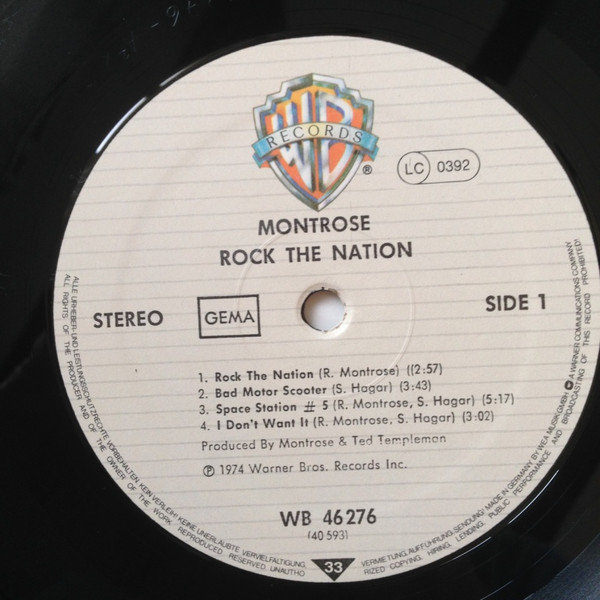 WB
RECORDS
®
LC 0392
MONTROSE
ROCK THE NATION
STEREO
GEMA
SIDE 1
1. Rock The Nation (R. Montrose) ((2:57)
2. Bad Motor Scooter (S. Hagar) (3:43)
3. Space Station # 5 (R. Montrose, S. Hagar) (5:17)
4. I Don't Want It (R. Montrose, S. Hagar) (3:02)
Produced By Montrose & Ted Templeman
Ⓟ 1974 Warner Bros. Records Inc.
WB 46276
(40 593)
33
ALLE URHEBER- UND LEISTUNGSSCHUTZRECHTE VORBEHALTEN. KEIN VERLEIH! KEINE UNERLAUBTE VERVIELFÄLTIGUNG,
VERMIETUNG, AUFFÜHRUNG, SENDUNG! MADE IN GERMANY BY WEA MUSIK GMBH A WARNER COMMUNICATIONS COMPANY
ALL RIGHTS OF THE PRODUCER AND OF THE OWNER OF THE WORK REPRODUCED · RESERVED. UNAUTHO
RIZED COPYING, HIRING, LENDING, PUBLIC PERFORMANCE AND BROADCASTING OF THIS RECORD PROHIBITED!